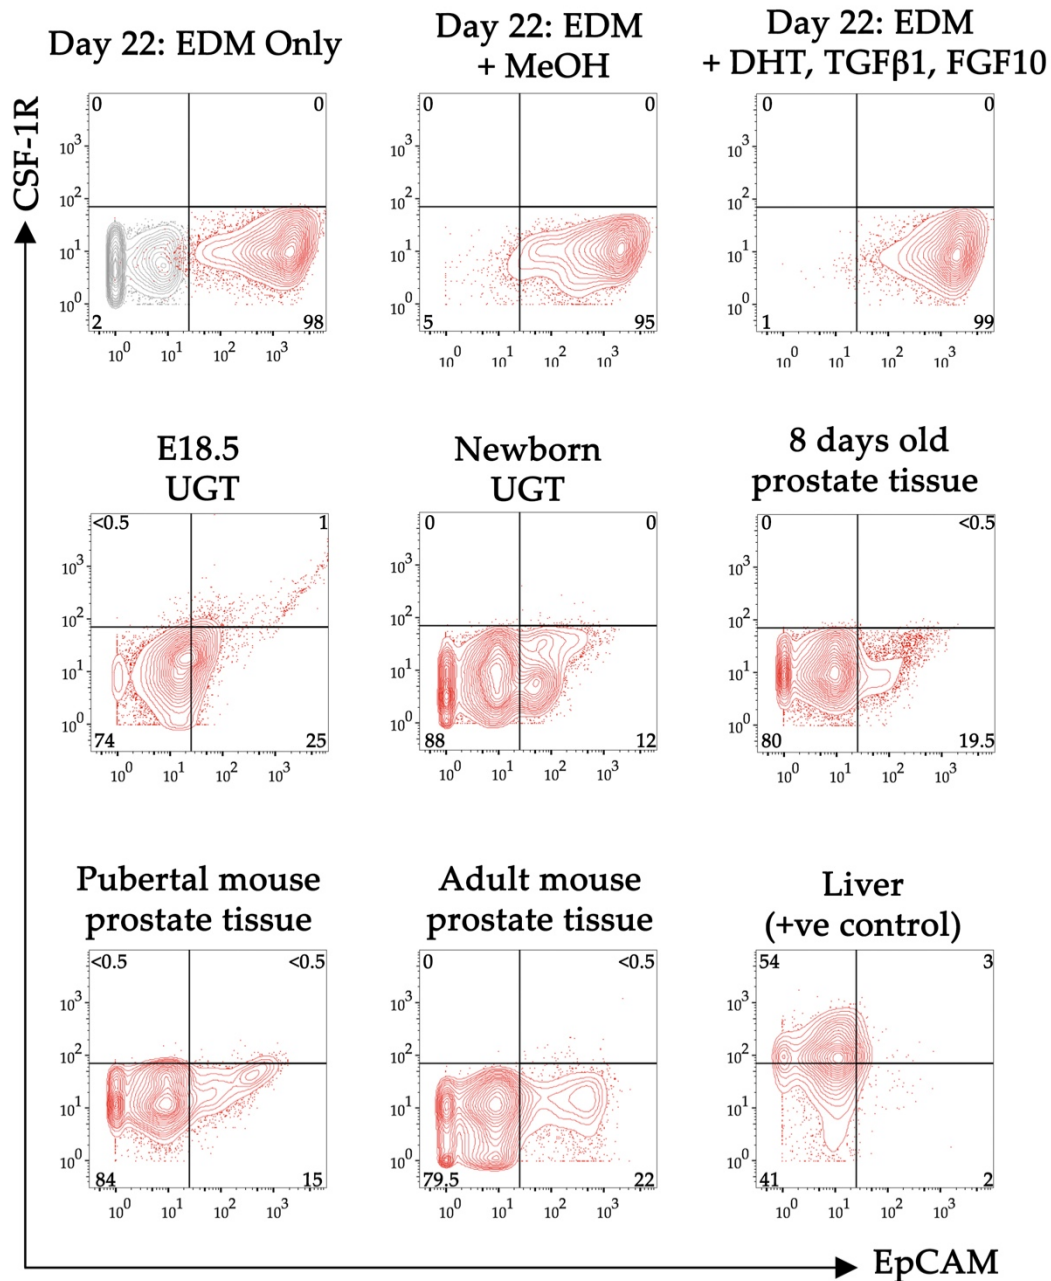 Day 22: EDM Only
Day 22: EDM
+ MeOH
Day 22: EDM
+ DHT, TGFβ1, FGF10
CSF-1R
0 0
10³
10²
10¹
10⁰
2 98
10⁰ 10¹ 10² 10³
0 0
10³
10²
10¹
10⁰
5 95
10⁰ 10¹ 10² 10³
0 0
10³
10²
10¹
10⁰
1 99
10⁰ 10¹ 10² 10³
E18.5
UGT
Newborn
UGT
8 days old
prostate tissue
<0.5 1
10³
10²
10¹
10⁰
74 25
10⁰ 10¹ 10² 10³
0 0
10³
10²
10¹
10⁰
88 12
10⁰ 10¹ 10² 10³
0 <0.5
10³
10²
10¹
10⁰
80 19.5
10⁰ 10¹ 10² 10³
Pubertal mouse
prostate tissue
Adult mouse
prostate tissue
Liver
(+ve control)
<0.5 <0.5
10³
10²
10¹
10⁰
84 15
10⁰ 10¹ 10² 10³
0 <0.5
10³
10²
10¹
10⁰
79.5 22
10⁰ 10¹ 10² 10³
54 3
10³
10²
10¹
10⁰
41 2
10⁰ 10¹ 10² 10³
EpCAM